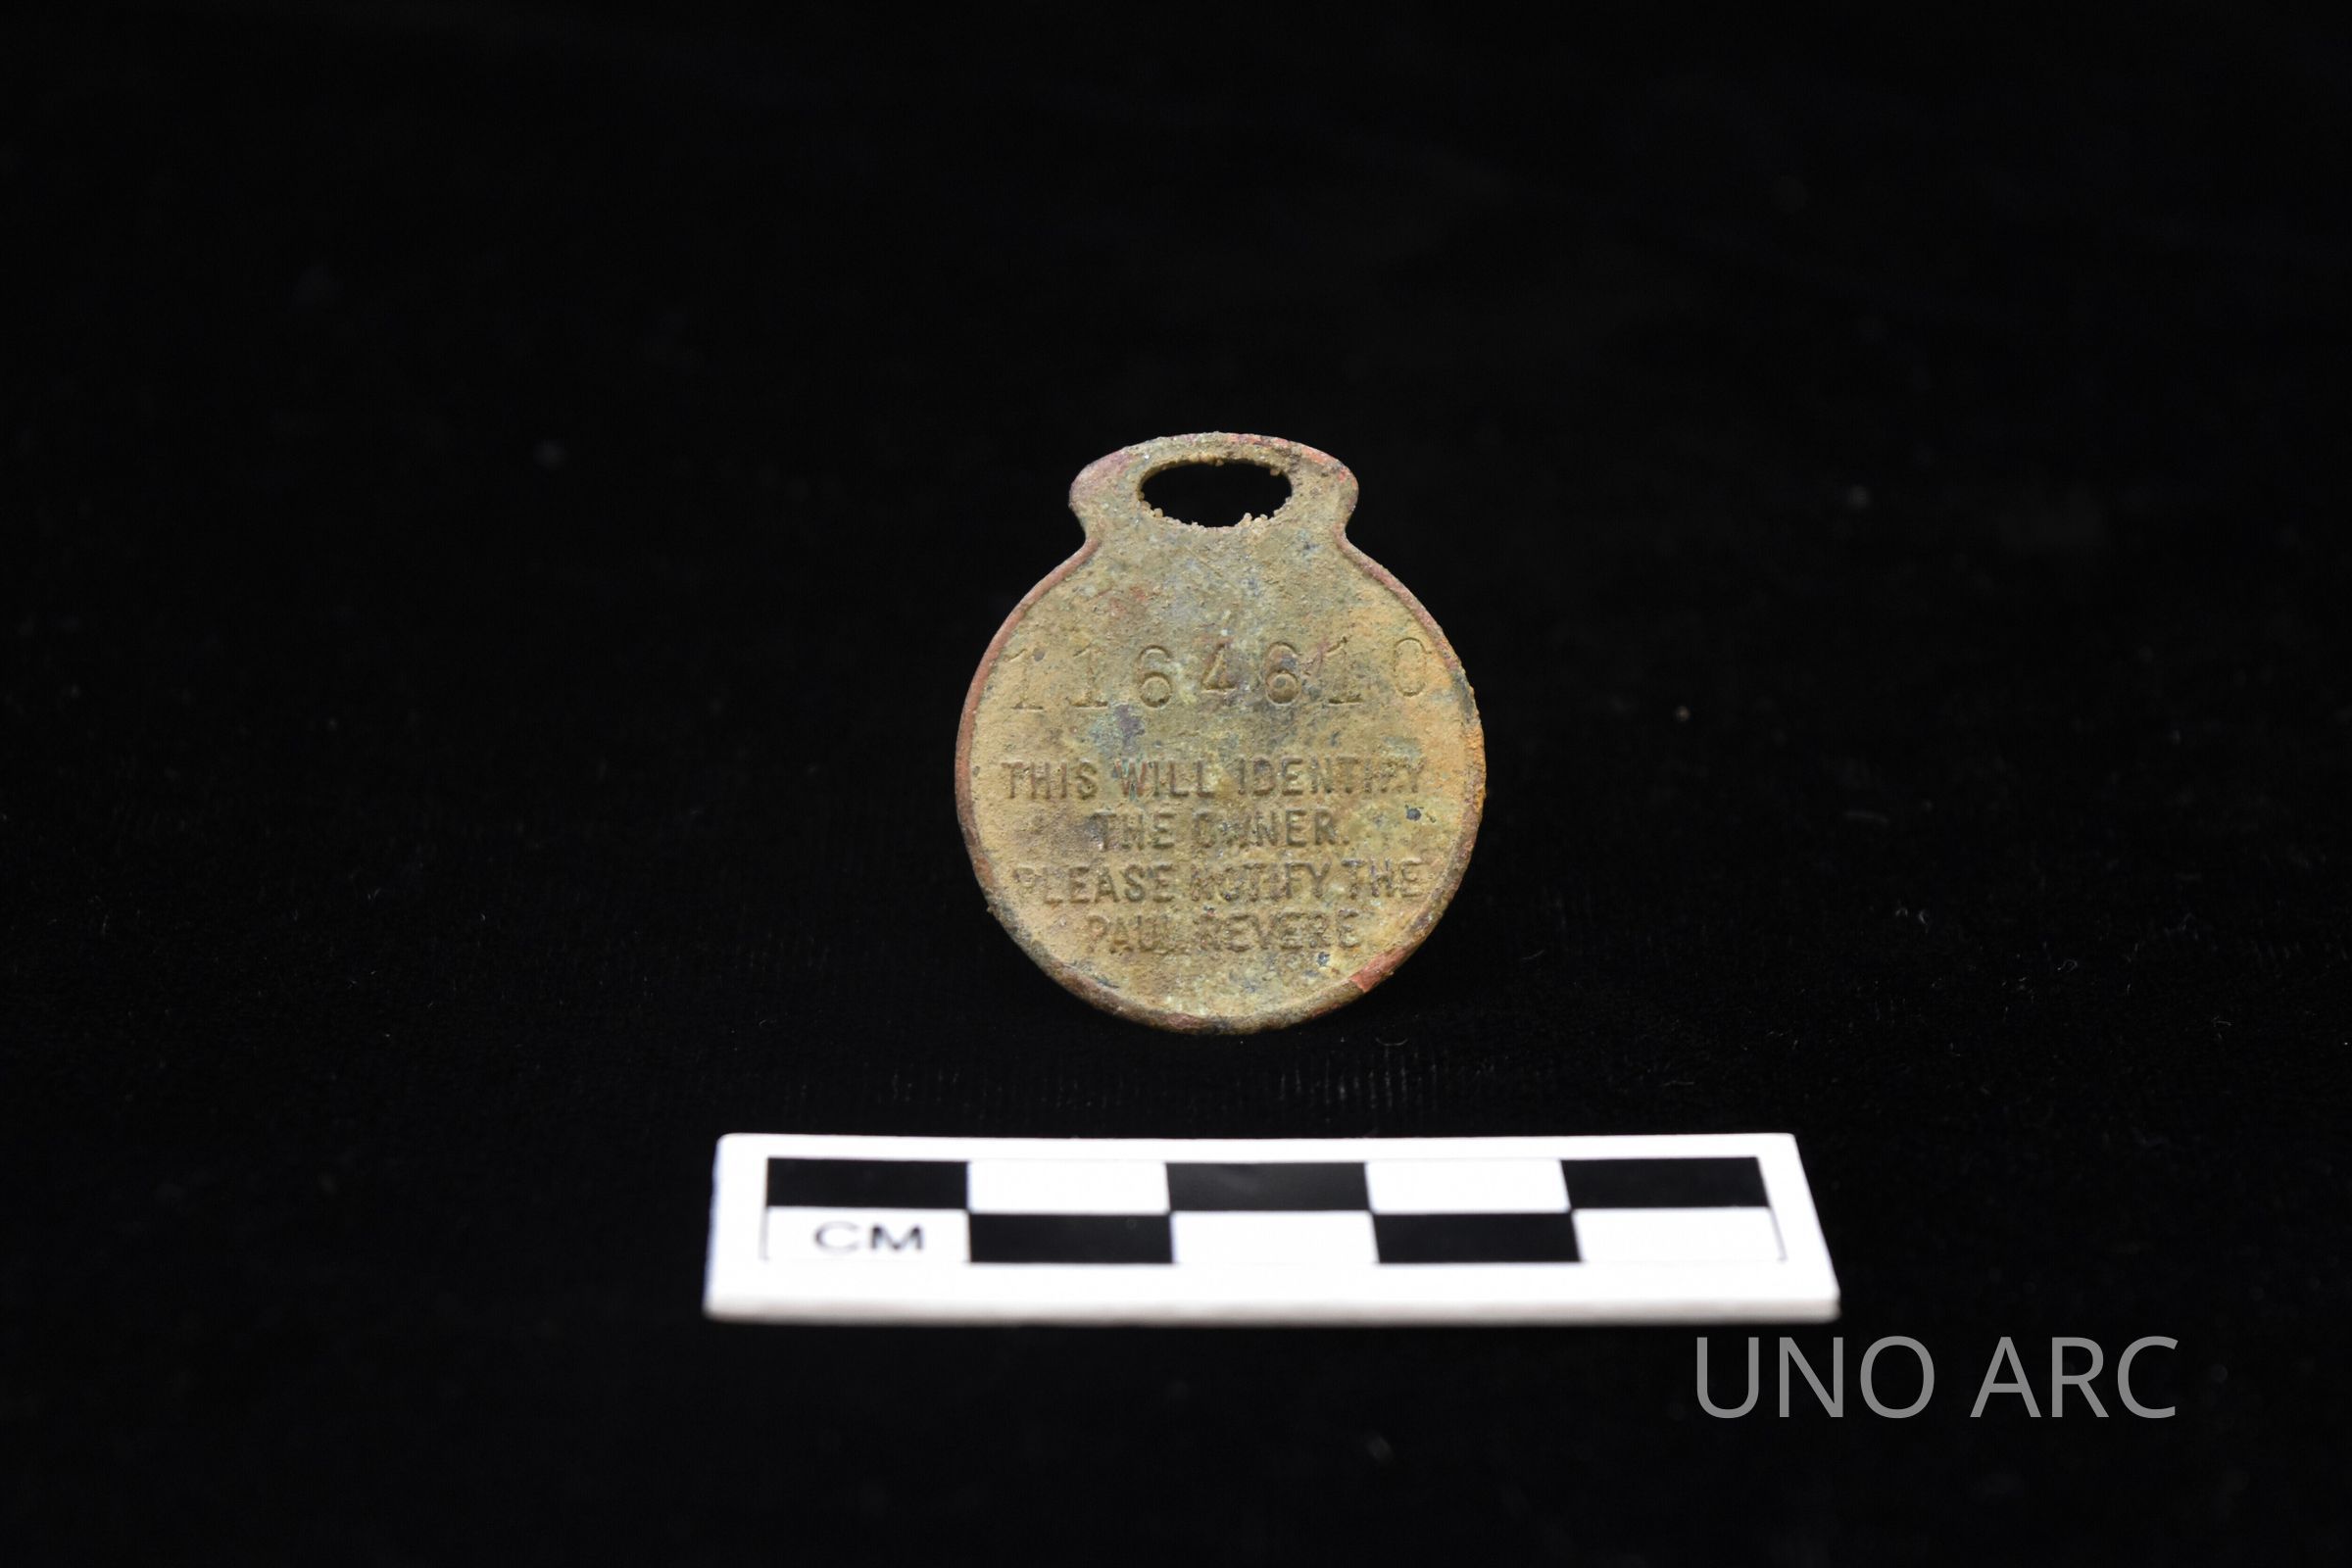 1164610
THIS WILL IDENTIFY
THE OWNER.
PLEASE NOTIFY THE
PAUL REVERE
CM
UNO ARC